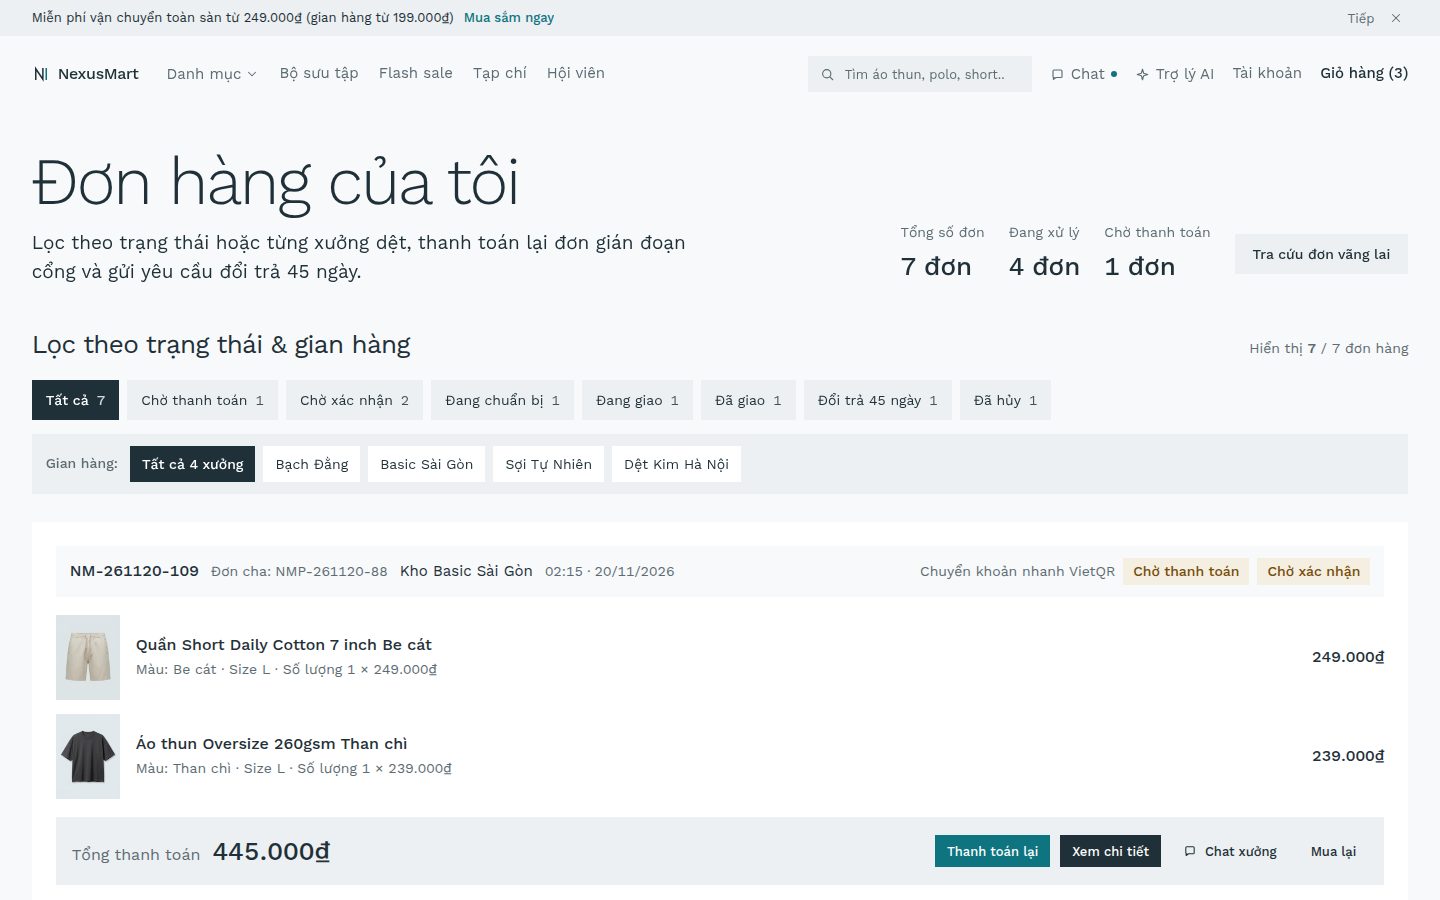 Miễn phí vận chuyển toàn sàn từ 249.000₫ (gian hàng từ 199.000₫) Mua sắm ngay
Tiếp
NexusMart
Danh mục
Bộ sưu tập
Flash sale
Tạp chí
Hội viên
Tìm áo thun, polo, short..
Chat
Trợ lý AI
Tài khoản
Giỏ hàng (3)
Đơn hàng của tôi
Lọc theo trạng thái hoặc từng xưởng dệt, thanh toán lại đơn gián đoạn
cổng và gửi yêu cầu đổi trả 45 ngày.
Tổng số đơn
7 đơn
Đang xử lý
4 đơn
Chờ thanh toán
1 đơn
Tra cứu đơn vãng lai
Lọc theo trạng thái & gian hàng
Hiển thị 7 / 7 đơn hàng
Tất cả 7
Chờ thanh toán 1
Chờ xác nhận 2
Đang chuẩn bị 1
Đang giao 1
Đã giao 1
Đổi trả 45 ngày 1
Đã hủy 1
Gian hàng:
Tất cả 4 xưởng
Bạch Đằng
Basic Sài Gòn
Sợi Tự Nhiên
Dệt Kim Hà Nội
NM-261120-109 Đơn cha: NMP-261120-88 Kho Basic Sài Gòn 02:15 · 20/11/2026
Chuyển khoản nhanh VietQR
Chờ thanh toán
Chờ xác nhận
Quần Short Daily Cotton 7 inch Be cát
Màu: Be cát · Size L · Số lượng 1 × 249.000₫
249.000₫
Áo thun Oversize 260gsm Than chì
Màu: Than chì · Size L · Số lượng 1 × 239.000₫
239.000₫
Tổng thanh toán 445.000₫
Thanh toán lại
Xem chi tiết
Chat xưởng
Mua lại